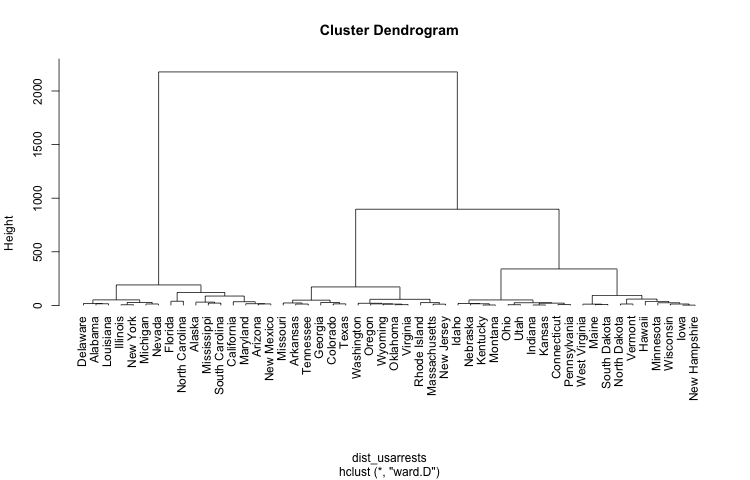 Cluster Dendrogram
Height
2000
1500
1000
500
0
Delaware
Alabama
Louisiana
Illinois
New York
Michigan
Nevada
Florida
North Carolina
Alaska
Mississippi
South Carolina
California
Maryland
Arizona
New Mexico
Missouri
Arkansas
Tennessee
Georgia
Colorado
Texas
Washington
Oregon
Wyoming
Oklahoma
Virginia
Rhode Island
Massachusetts
New Jersey
Idaho
Nebraska
Kentucky
Montana
Ohio
Utah
Indiana
Kansas
Connecticut
Pennsylvania
West Virginia
Maine
South Dakota
North Dakota
Vermont
Hawaii
Minnesota
Wisconsin
Iowa
New Hampshire
dist_usarrests
hclust (*, "ward.D")